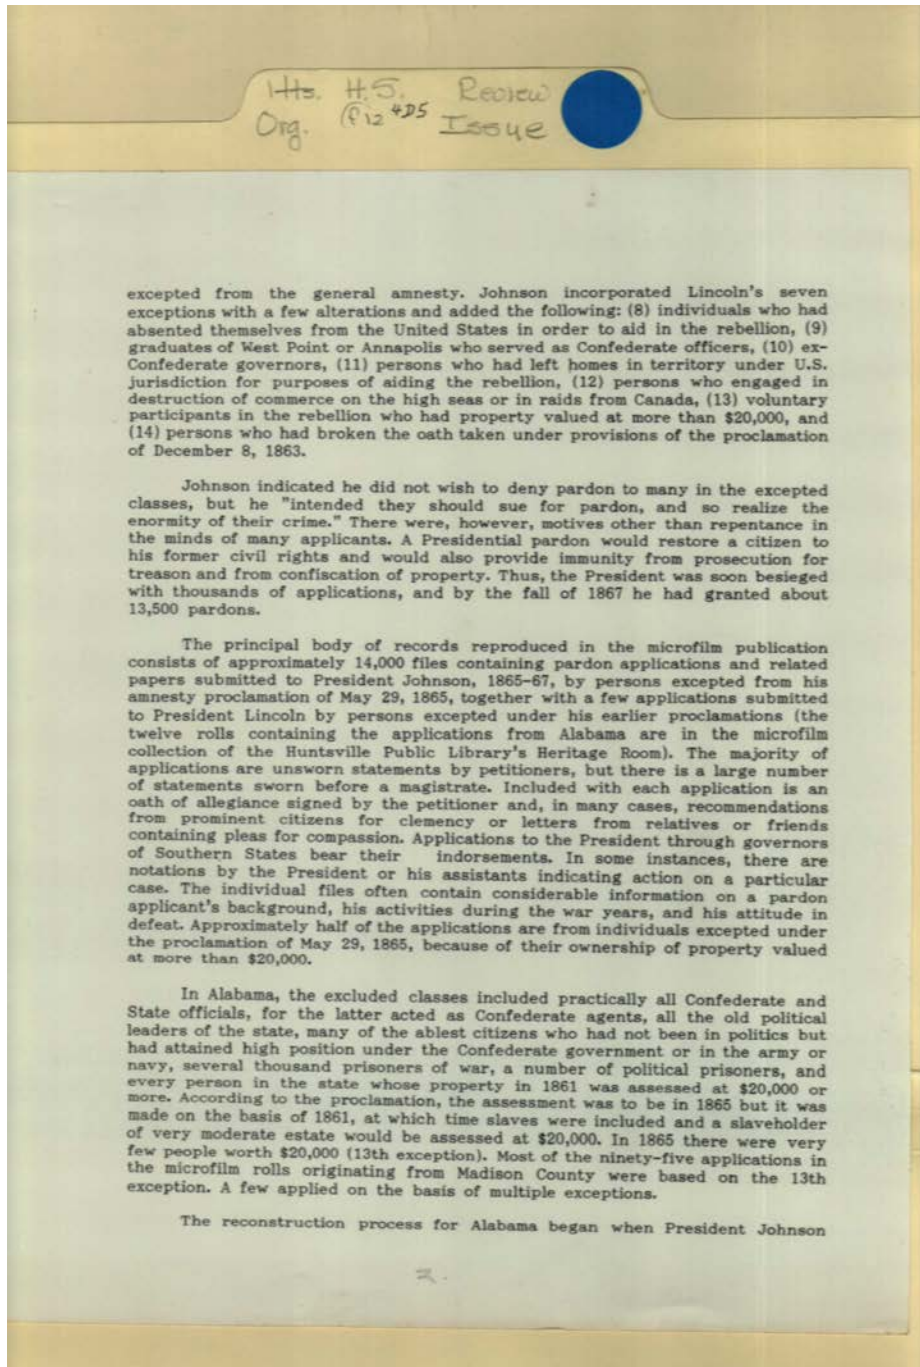 Hs. H.S. Review
Org. f12 4D5 Issue
excepted from the general amnesty. Johnson incorporated Lincoln's seven
exceptions with a few alterations and added the following: (8) individuals who had
absented themselves from the United States in order to aid in the rebellion, (9)
graduates of West Point or Annapolis who served as Confederate officers, (10) ex-
Confederate governors, (11) persons who had left homes in territory under U.S.
jurisdiction for purposes of aiding the rebellion, (12) persons who engaged in
destruction of commerce on the high seas or in raids from Canada, (13) voluntary
participants in the rebellion who had property valued at more than $20,000, and
(14) persons who had broken the oath taken under provisions of the proclamation
of December 8, 1863.
Johnson indicated he did not wish to deny pardon to many in the excepted
classes, but he "intended they should sue for pardon, and so realize the
enormity of their crime." There were, however, motives other than repentance in
the minds of many applicants. A Presidential pardon would restore a citizen to
his former civil rights and would also provide immunity from prosecution for
treason and from confiscation of property. Thus, the President was soon besieged
with thousands of applications, and by the fall of 1867 he had granted about
13,500 pardons.
The principal body of records reproduced in the microfilm publication
consists of approximately 14,000 files containing pardon applications and related
papers submitted to President Johnson, 1865-67, by persons excepted from his
amnesty proclamation of May 29, 1865, together with a few applications submitted
to President Lincoln by persons excepted under his earlier proclamations (the
twelve rolls containing the applications from Alabama are in the microfilm
collection of the Huntsville Public Library's Heritage Room). The majority of
applications are unsworn statements by petitioners, but there is a large number
of statements sworn before a magistrate. Included with each application is an
oath of allegiance signed by the petitioner and, in many cases, recommendations
from prominent citizens for clemency or letters from relatives or friends
containing pleas for compassion. Applications to the President through governors
of Southern States bear their indorsements. In some instances, there are
notations by the President or his assistants indicating action on a particular
case. The individual files often contain considerable information on a pardon
applicant's background, his activities during the war years, and his attitude in
defeat. Approximately half of the applications are from individuals excepted under
the proclamation of May 29, 1865, because of their ownership of property valued
at more than $20,000.
In Alabama, the excluded classes included practically all Confederate and
State officials, for the latter acted as Confederate agents, all the old political
leaders of the state, many of the ablest citizens who had not been in politics but
had attained high position under the Confederate government or in the army or
navy, several thousand prisoners of war, a number of political prisoners, and
every person in the state whose property in 1861 was assessed at $20,000 or
more. According to the proclamation, the assessment was to be in 1865 but it was
made on the basis of 1861, at which time slaves were included and a slaveholder
of very moderate estate would be assessed at $20,000. In 1865 there were very
few people worth $20,000 (13th exception). Most of the ninety-five applications in
the microfilm rolls originating from Madison County were based on the 13th
exception. A few applied on the basis of multiple exceptions.
The reconstruction process for Alabama began when President Johnson
2.